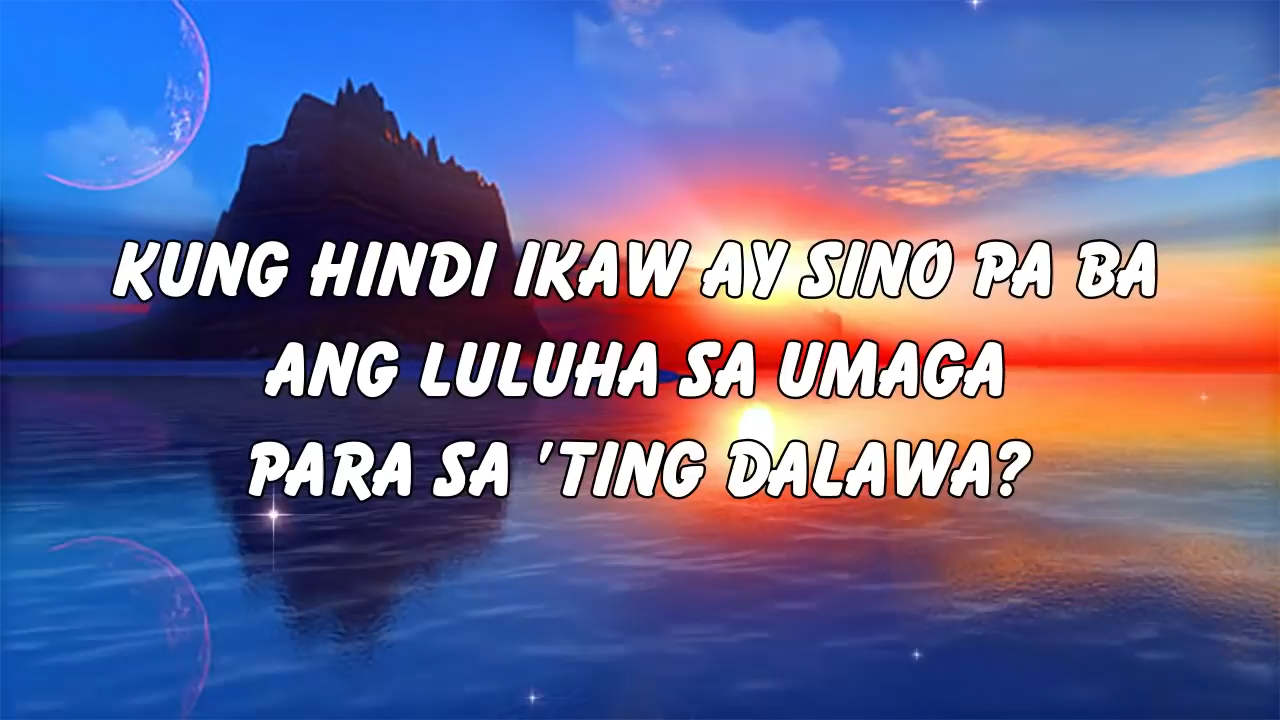 KUNG HINDI IKAW AY SINO PA BA
ANG LULUHA SA UMAGA
PARA SA 'TING DALAWA?